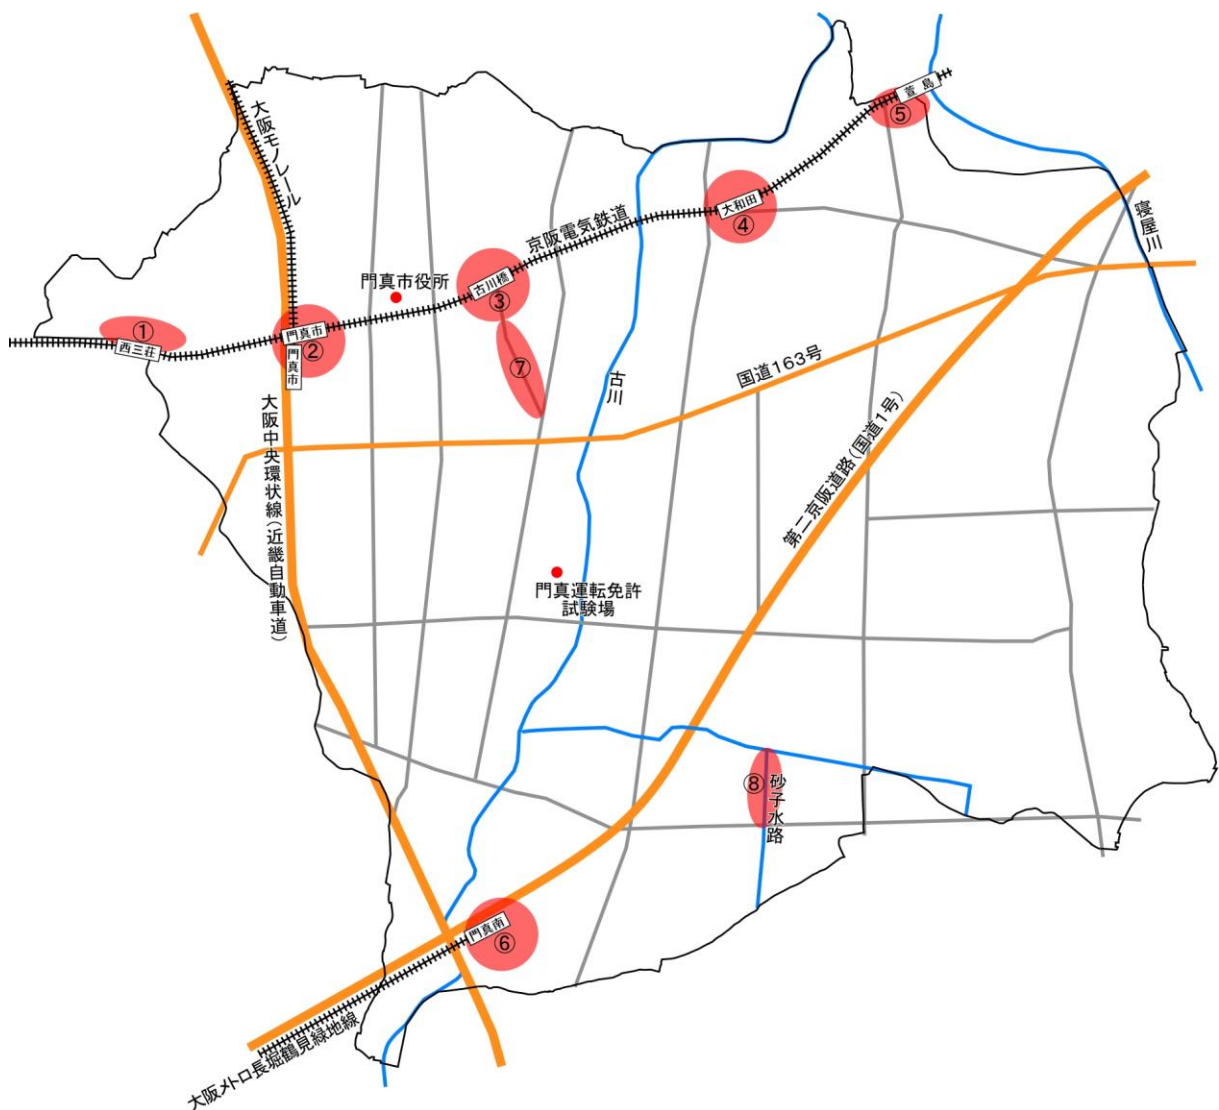 萱島
⑤
大阪モノレール
大和田
④
京阪電気鉄道
寝屋川
門真市役所
古川橋
③
①
西三荘
門真市
門真市
②
⑦
古川
国道163号
大阪中央環状線(近畿自動車道)
第二京阪道路(国道1号)
門真運転免許
試験場
⑧
砂子水路
門真南
⑥
大阪メトロ長堀鶴見緑地線